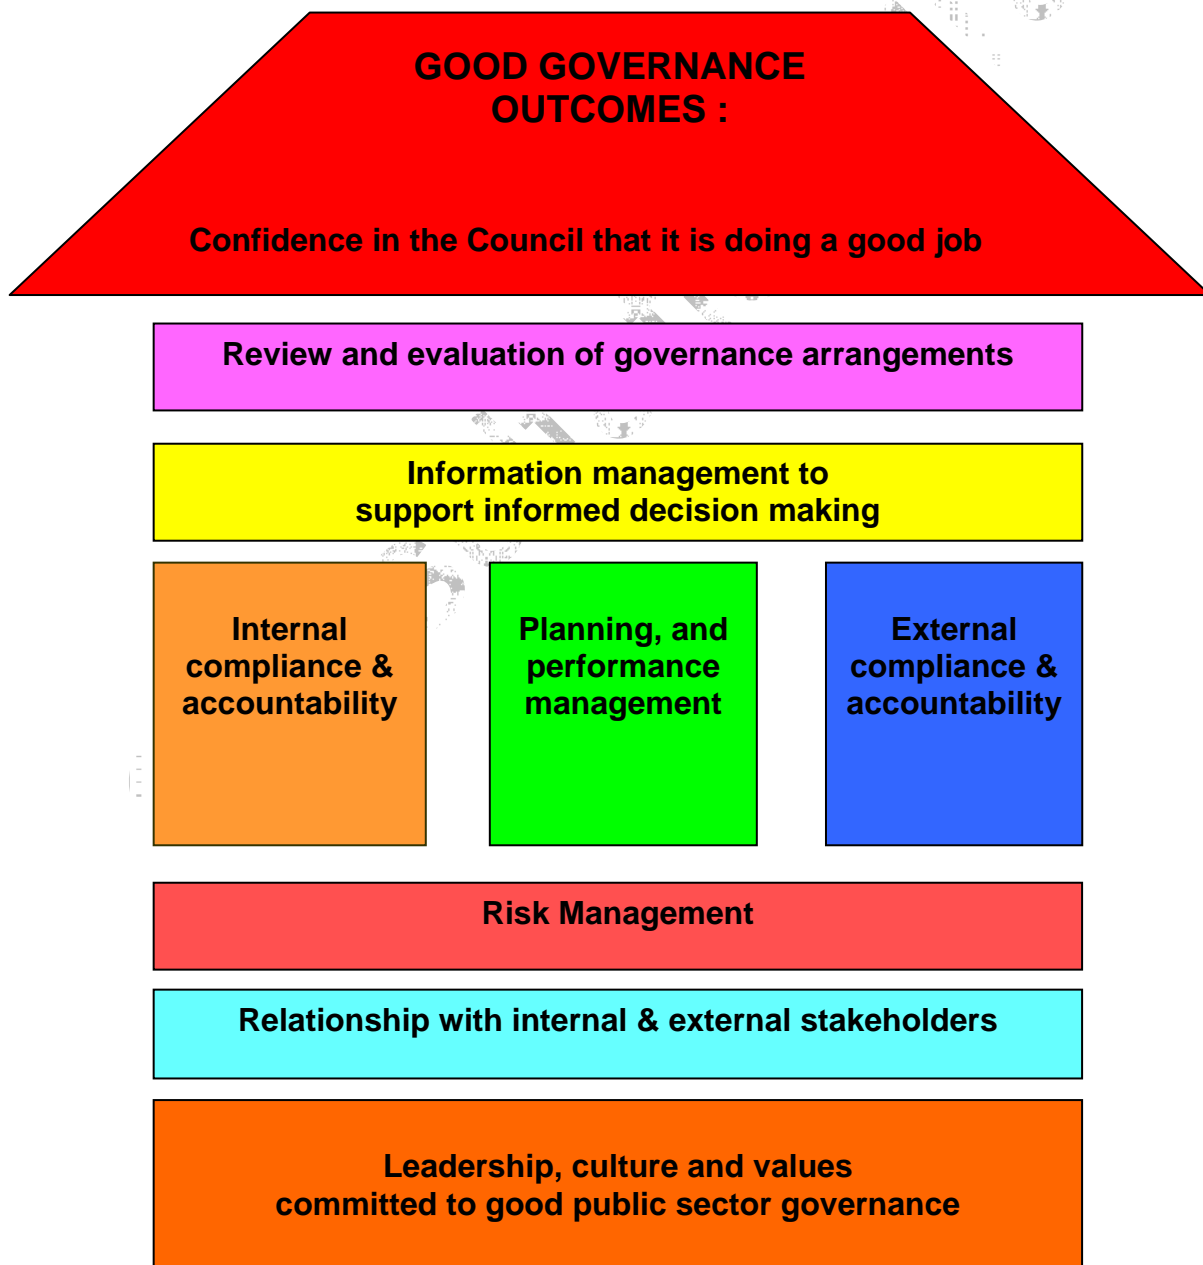 GOOD GOVERNANCE
OUTCOMES :
Confidence in the Council that it is doing a good job
Review and evaluation of governance arrangements
Information management to
support informed decision making
Internal
compliance &
accountability
Planning, and
performance
management
External
compliance &
accountability
Risk Management
Relationship with internal & external stakeholders
Leadership, culture and values
committed to good public sector governance